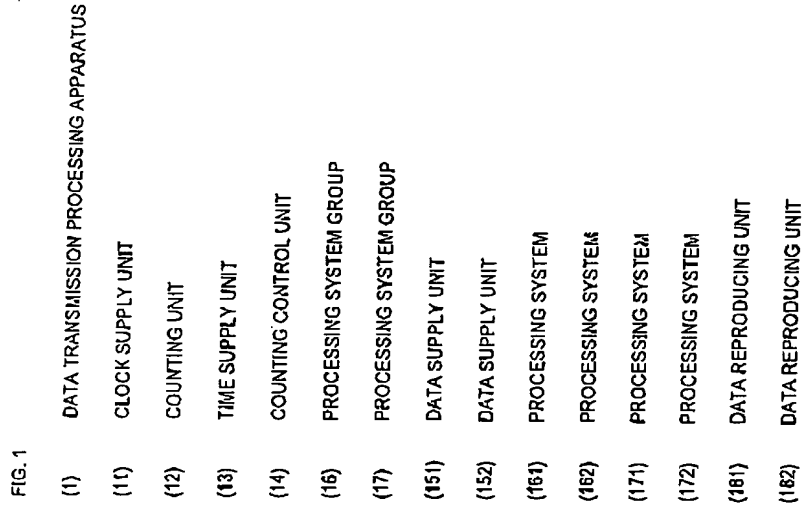 FIG. 1
(1) DATA TRANSMISSION PROCESSING APPARATUS
(11) CLOCK SUPPLY UNIT
(12) COUNTING UNIT
(13) TIME SUPPLY UNIT
(14) COUNTING CONTROL UNIT
(16) PROCESSING SYSTEM GROUP
(17) PROCESSING SYSTEM GROUP
(151) DATA SUPPLY UNIT
(152) DATA SUPPLY UNIT
(161) PROCESSING SYSTEM
(162) PROCESSING SYSTEM
(171) PROCESSING SYSTEM
(172) PROCESSING SYSTEM
(181) DATA REPRODUCING UNIT
(182) DATA REPRODUCING UNIT